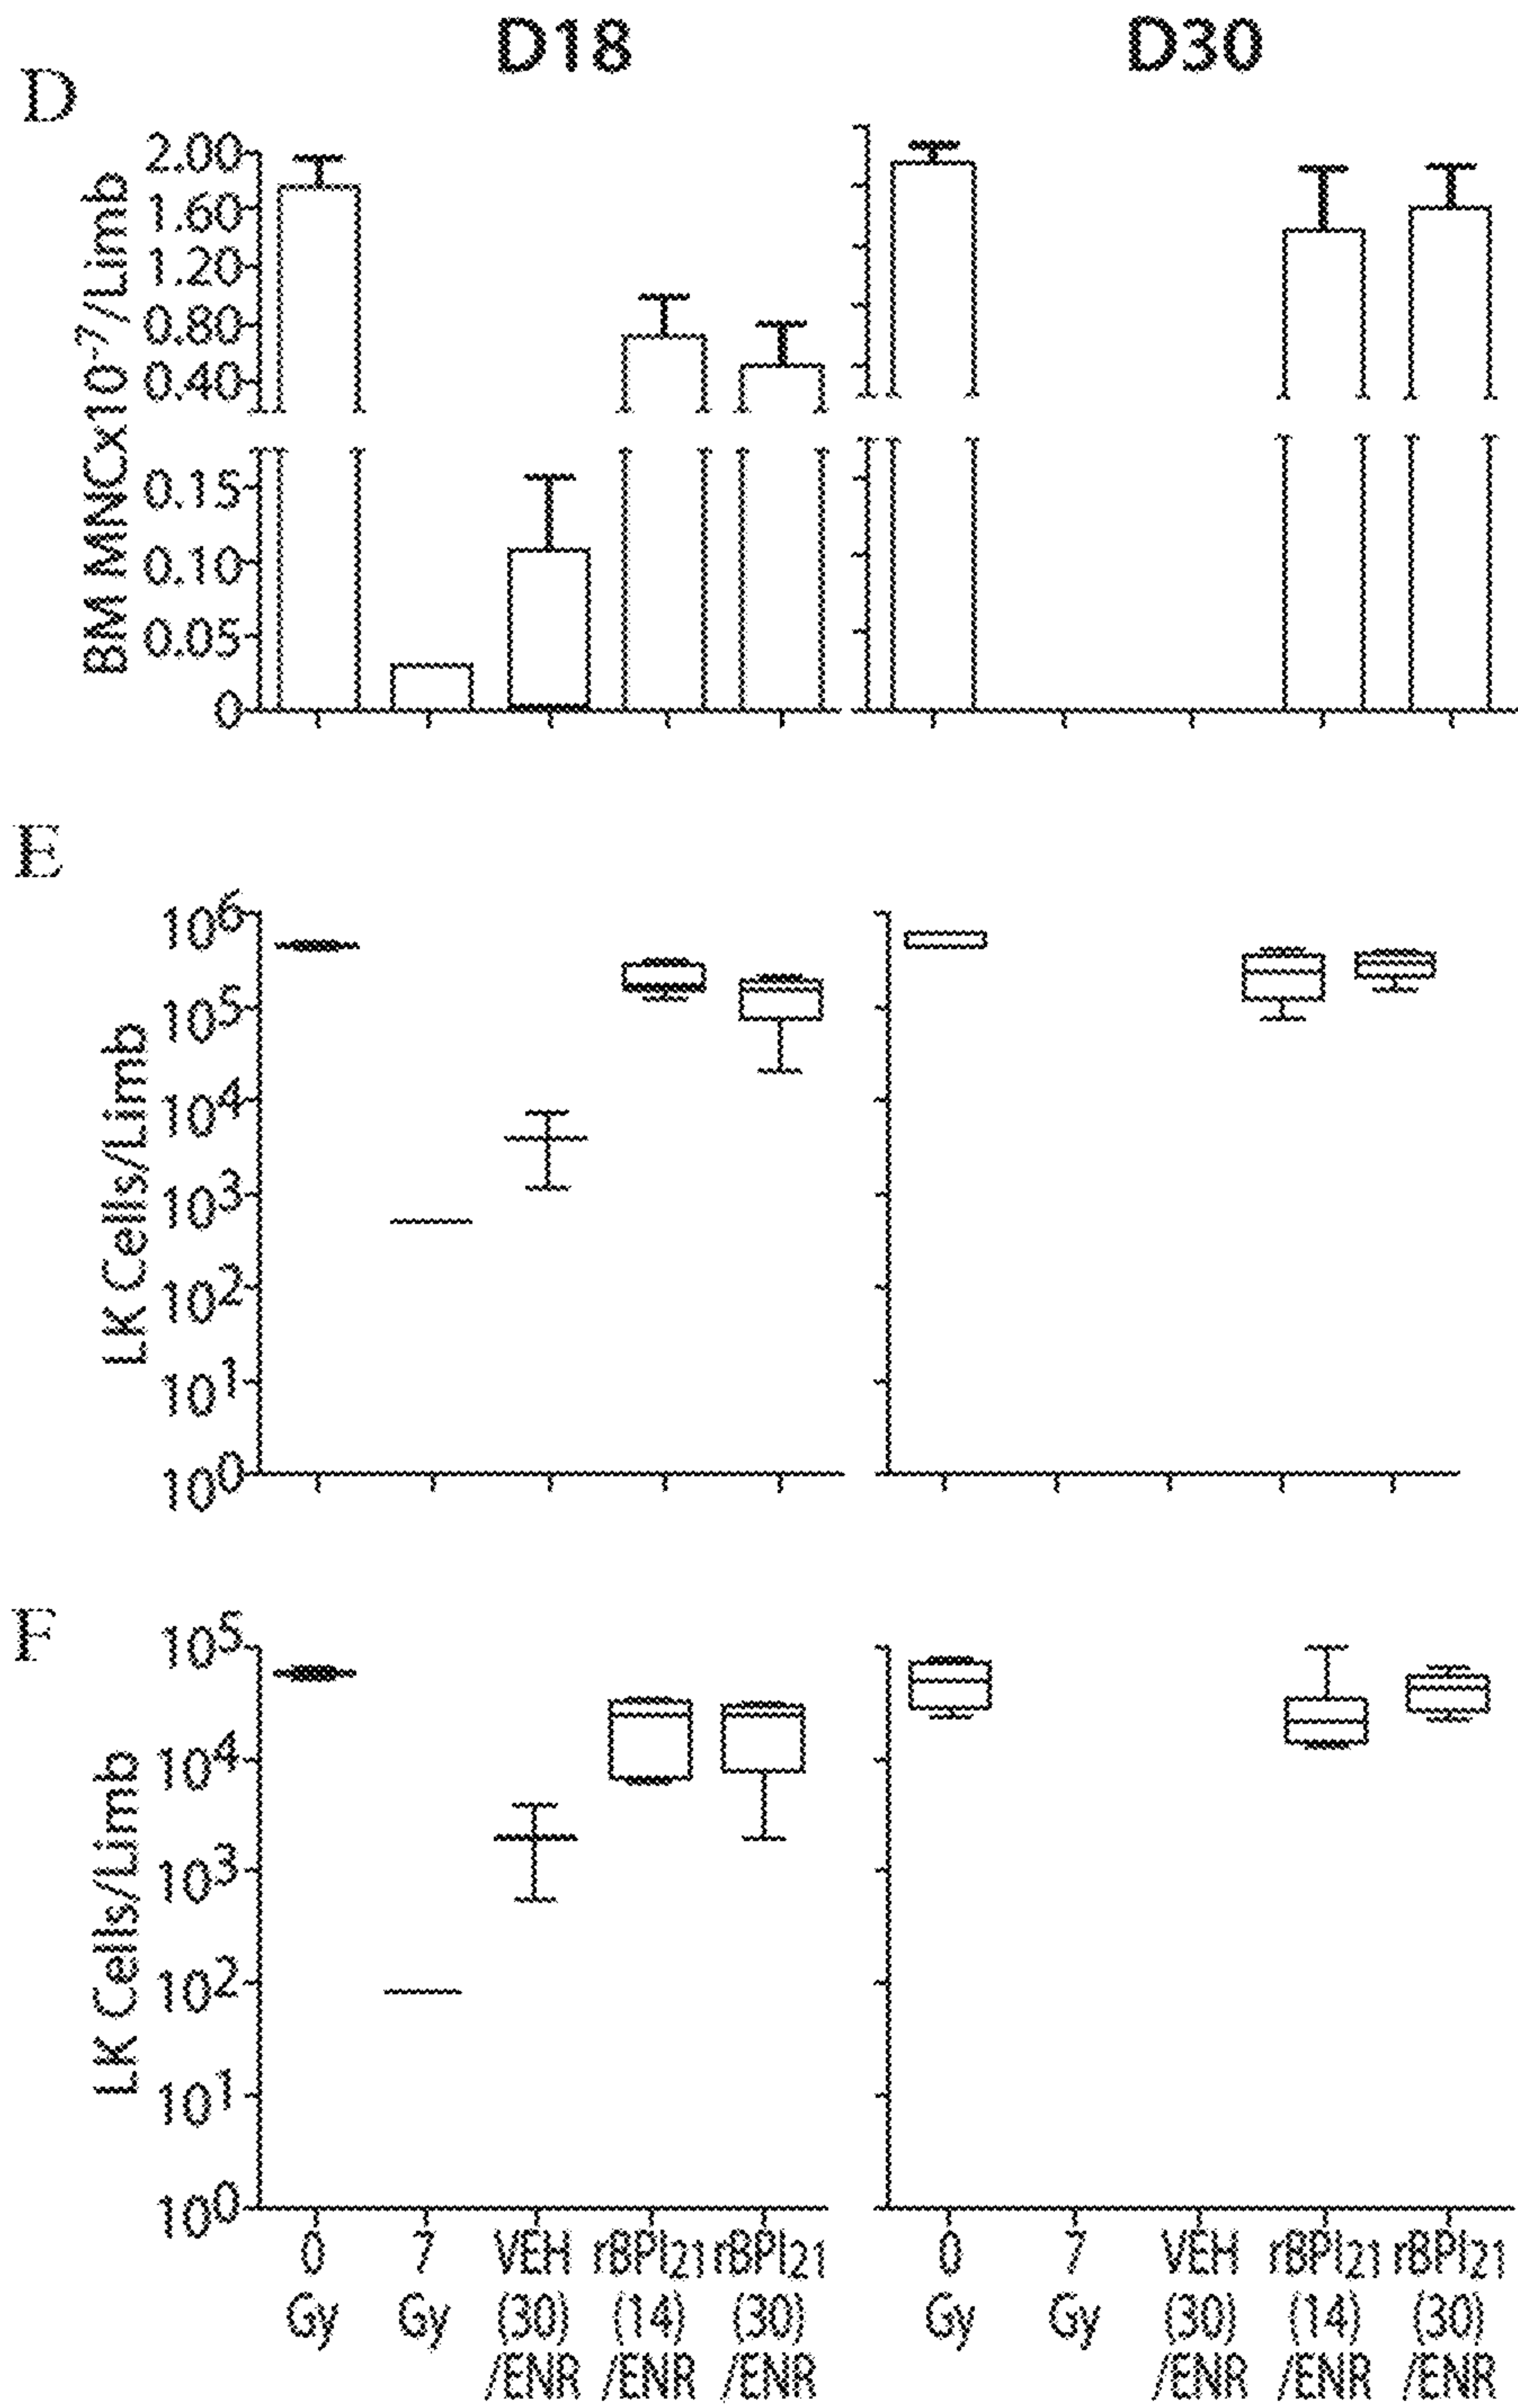 D18 D30
D
BM MNCx10-7/Limb
2.00
1.60
1.20
0.80
0.40
0.15
0.10
0.05
0
E
LK Cells/Limb
10⁶
10⁵
10⁴
10³
10²
10¹
10⁰
F
LK Cells/Limb
10⁵
10⁴
10³
10²
10¹
10⁰
0 7 VEH rBPI₂₁ rBPI₂₁ 0 7 VEH rBPI₂₁ rBPI₂₁
Gy Gy (30) (14) (30) Gy Gy (30) (14) (30)
/ENR /ENR /ENR /ENR /ENR /ENR